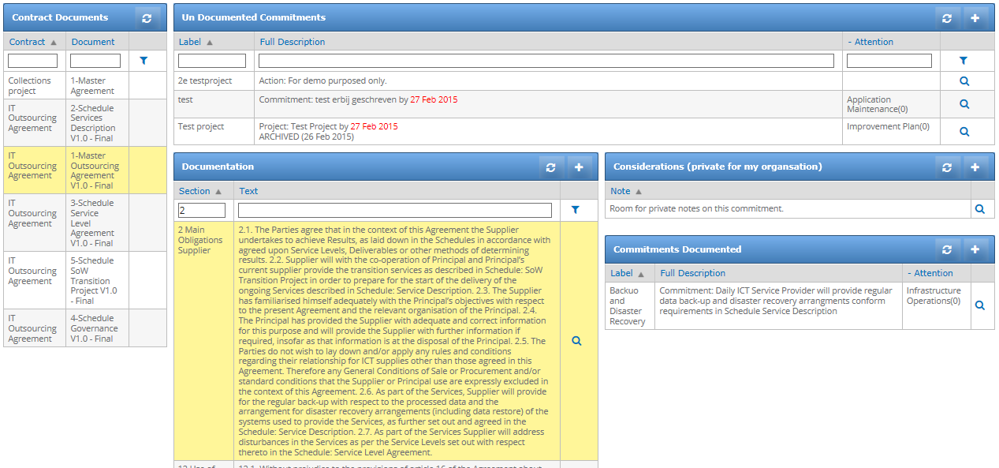 Contract Documents
Contract
Document
Collections
project
1-Master
Agreement
IT
Outsourcing
Agreement
2-Schedule
Services
Description
V1.0 - Final
IT
Outsourcing
Agreement
1-Master
Outsourcing
Agreement
V1.0 - Final
IT
Outsourcing
Agreement
3-Schedule
Service
Level
Agreement
V1.0 - Final
IT
Outsourcing
Agreement
5-Schedule
SoW
Transition
Project V1.0
- Final
IT
Outsourcing
Agreement
4-Schedule
Governance
V1.0 - Final
Un Documented Commitments
Label
Full Description
- Attention
2e testproject
Action: For demo purposed only.
test
Commitment: test erbij geschreven by 27 Feb 2015
Application
Maintenance(0)
Test project
Project: Test Project by 27 Feb 2015
ARCHIVED (26 Feb 2015)
Improvement Plan(0)
Documentation
Section
Text
2
2 Main
Obligations
Supplier
2.1. The Parties agree that in the context of this Agreement the Supplier
undertakes to achieve Results, as laid down in the Schedules in accordance with
agreed upon Service Levels, Deliverables or other methods of determining
results. 2.2. Supplier will with the co-operation of Principal and Principal's
current supplier provide the transition services as described in Schedule: SoW
Transition Project in order to prepare for the start of the delivery of the
ongoing Services described in Schedule: Service Description. 2.3. The Supplier
has familiarised himself adequately with the Principal's objectives with respect
to the present Agreement and the relevant organisation of the Principal. 2.4.
The Principal has provided the Supplier with adequate and correct information
for this purpose and will provide the Supplier with further information if
required, insofar as that information is at the disposal of the Principal. 2.5. The
Parties do not wish to lay down and/or apply any rules and conditions
regarding their relationship for ICT supplies other than those agreed in this
Agreement. Therefore any General Conditions of Sale or Procurement and/or
standard conditions that the Supplier or Principal use are expressly excluded in
the context of this Agreement. 2.6. As part of the Services, Supplier will provide
for the regular back-up with respect to the processed data and the
arrangement for disaster recovery arrangements (including data restore) of the
systems used to provide the Services, as further set out and agreed in the
Schedule: Service Description. 2.7. As part of the Services Supplier will address
disturbances in the Services as per the Service Levels set out with respect
thereto in the Schedule: Service Level Agreement.
12 Use of
12.1. Without prejudice to the provisions of article 16 of the Agreement about
Considerations (private for my organsation)
Note
Room for private notes on this commitment.
Commitments Documented
Label
Full Description
- Attention
Backuo
and
Disaster
Recovery
Commitment: Daily ICT Service Provider will provide regular
data back-up and disaster recovery arrangments conform
requirements in Schedule Service Description
Infrastructure
Operations(0)